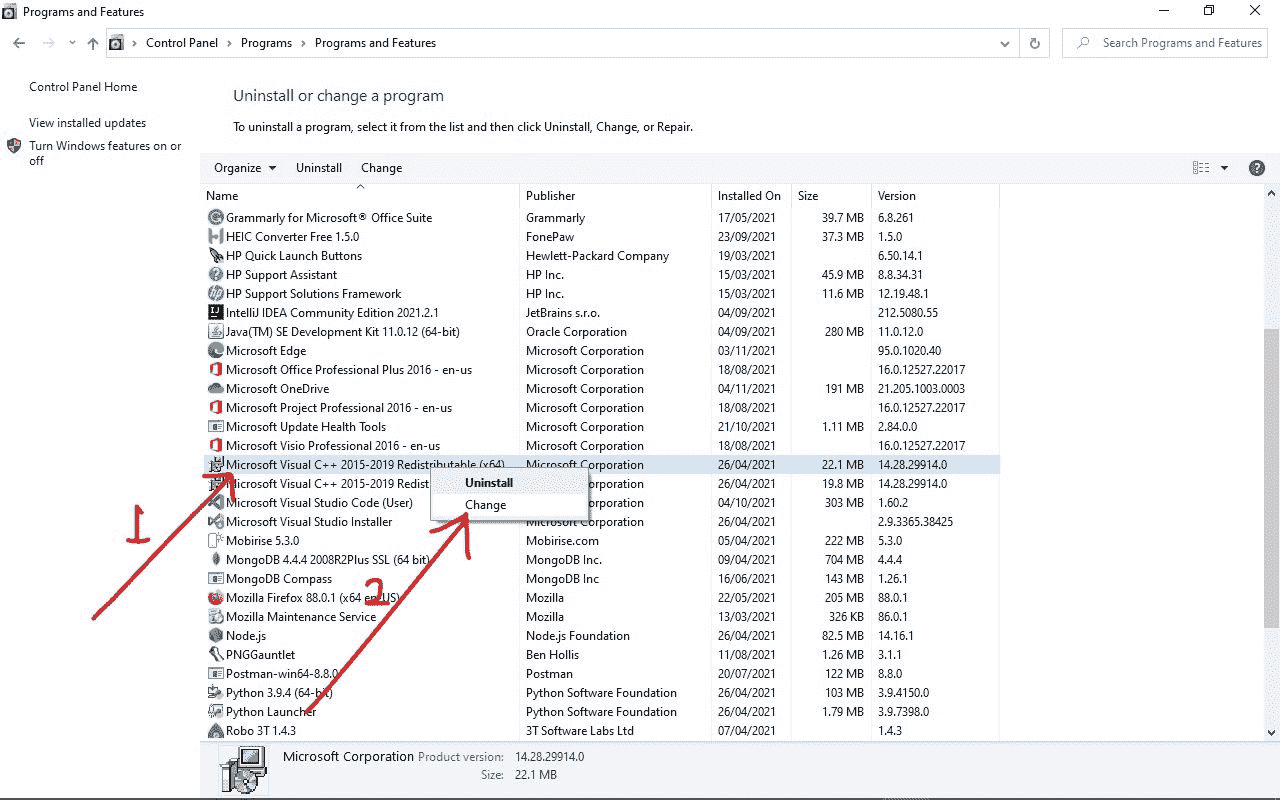 Programs and Features
Control Panel > Programs > Programs and Features
Search Programs and Features
Control Panel Home
View installed updates
Turn Windows features on or off
Uninstall or change a program
To uninstall a program, select it from the list and then click Uninstall, Change, or Repair.
Organize Uninstall Change
Name Publisher Installed On Size Version
Grammarly for Microsoft® Office Suite Grammarly 17/05/2021 39.7 MB 6.8.261
HEIC Converter Free 1.5.0 FonePaw 23/09/2021 37.3 MB 1.5.0
HP Quick Launch Buttons Hewlett-Packard Company 19/03/2021 6.50.14.1
HP Support Assistant HP Inc. 15/03/2021 45.9 MB 8.8.34.31
HP Support Solutions Framework HP Inc. 15/03/2021 11.6 MB 12.19.48.1
IntelliJ IDEA Community Edition 2021.2.1 JetBrains s.r.o. 04/09/2021 212.5080.55
Java(TM) SE Development Kit 11.0.12 (64-bit) Oracle Corporation 04/09/2021 280 MB 11.0.12.0
Microsoft Edge Microsoft Corporation 03/11/2021 95.0.1020.40
Microsoft Office Professional Plus 2016 - en-us Microsoft Corporation 18/08/2021 16.0.12527.22017
Microsoft OneDrive Microsoft Corporation 04/11/2021 191 MB 21.205.1003.0003
Microsoft Project Professional 2016 - en-us Microsoft Corporation 18/08/2021 16.0.12527.22017
Microsoft Update Health Tools Microsoft Corporation 21/10/2021 1.11 MB 2.84.0.0
Microsoft Visio Professional 2016 - en-us Microsoft Corporation 18/08/2021 16.0.12527.22017
Microsoft Visual C++ 2015-2019 Redistributable (x64) Microsoft Corporation 26/04/2021 22.1 MB 14.28.29914.0
Uninstall
Microsoft Visual C++ 2015-2019 Redist orporation 26/04/2021 19.8 MB 14.28.29914.0
Change
Microsoft Visual Studio Code (User) orporation 04/10/2021 303 MB 1.60.2
Microsoft Visual Studio Installer Microsoft Corporation 26/04/2021 2.9.3365.38425
1
Mobirise 5.3.0 Mobirise.com 05/04/2021 222 MB 5.3.0
MongoDB 4.4.4 2008R2Plus SSL (64 bit) MongoDB Inc. 09/04/2021 704 MB 4.4.4
MongoDB Compass MongoDB Inc 16/06/2021 143 MB 1.26.1
2
Mozilla Firefox 88.0.1 (x64 en-US) Mozilla 22/05/2021 205 MB 88.0.1
Mozilla Maintenance Service Mozilla 13/03/2021 326 KB 86.0.1
Node.js Node.js Foundation 26/04/2021 82.5 MB 14.16.1
PNGGauntlet Ben Hollis 11/08/2021 1.26 MB 3.1.1
Postman-win64-8.8.0 Postman 20/07/2021 122 MB 8.8.0
Python 3.9.4 (64-bit) Python Software Foundation 26/04/2021 103 MB 3.9.4150.0
Python Launcher Python Software Foundation 26/04/2021 1.79 MB 3.9.7398.0
Robo 3T 1.4.3 3T Software Labs Ltd 07/04/2021 1.4.3
Microsoft Corporation Product version: 14.28.29914.0
Size: 22.1 MB